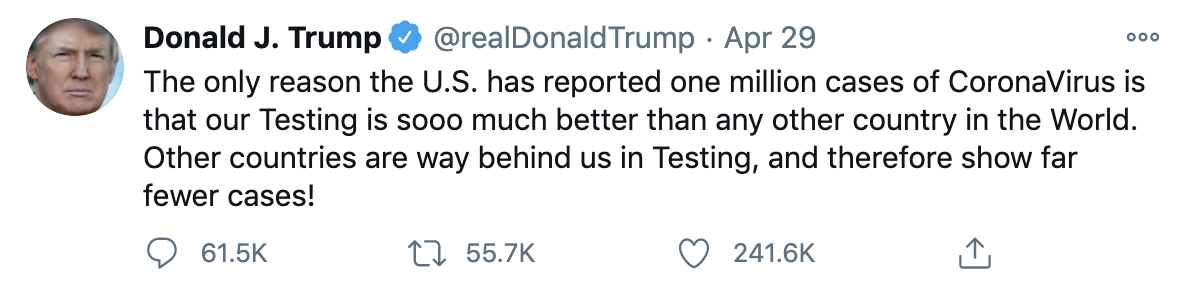 Donald J. Trump @realDonaldTrump · Apr 29
The only reason the U.S. has reported one million cases of CoronaVirus is
that our Testing is sooo much better than any other country in the World.
Other countries are way behind us in Testing, and therefore show far
fewer cases!
61.5K 55.7K 241.6K